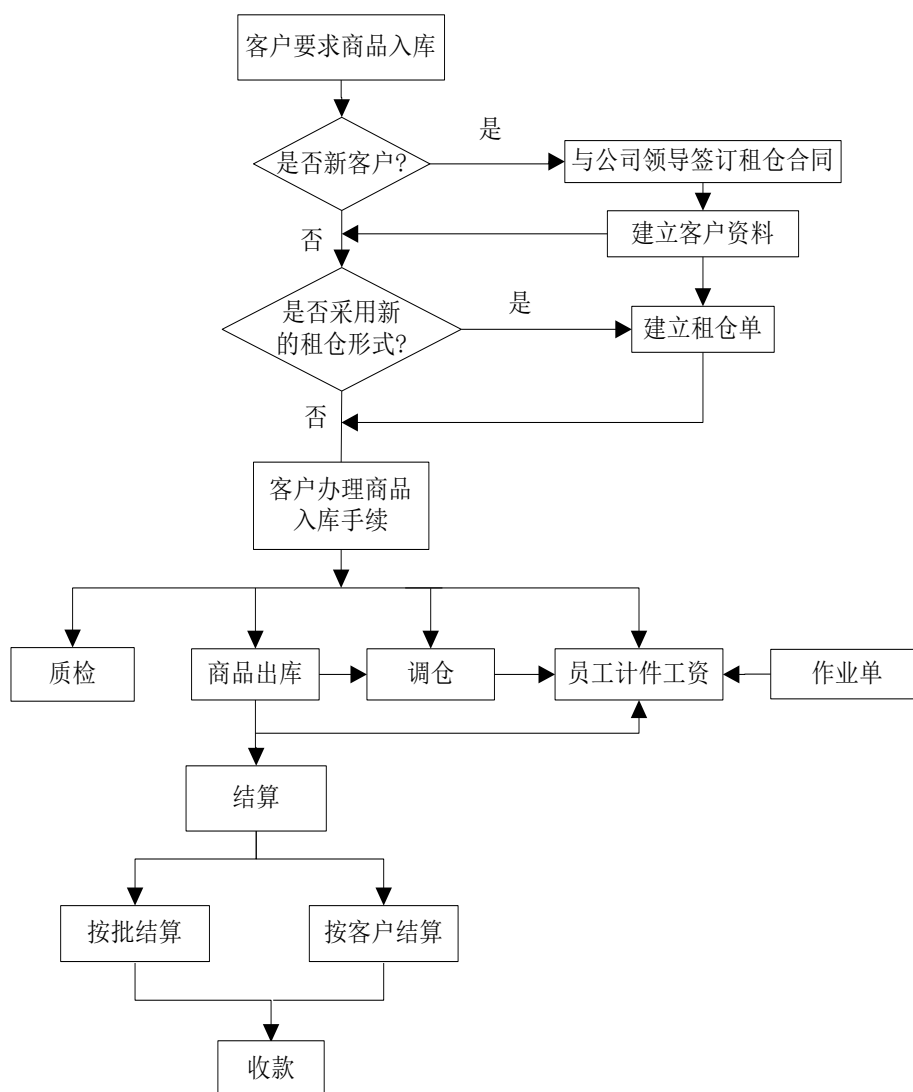 客户要求商品入库
是
是否新客户?
与公司领导签订租仓合同
否
建立客户资料
是否采用新
的租仓形式?
是
建立租仓单
否
客户办理商品
入库手续
质检
商品出库
调仓
员工计件工资
作业单
结算
按批结算
按客户结算
收款